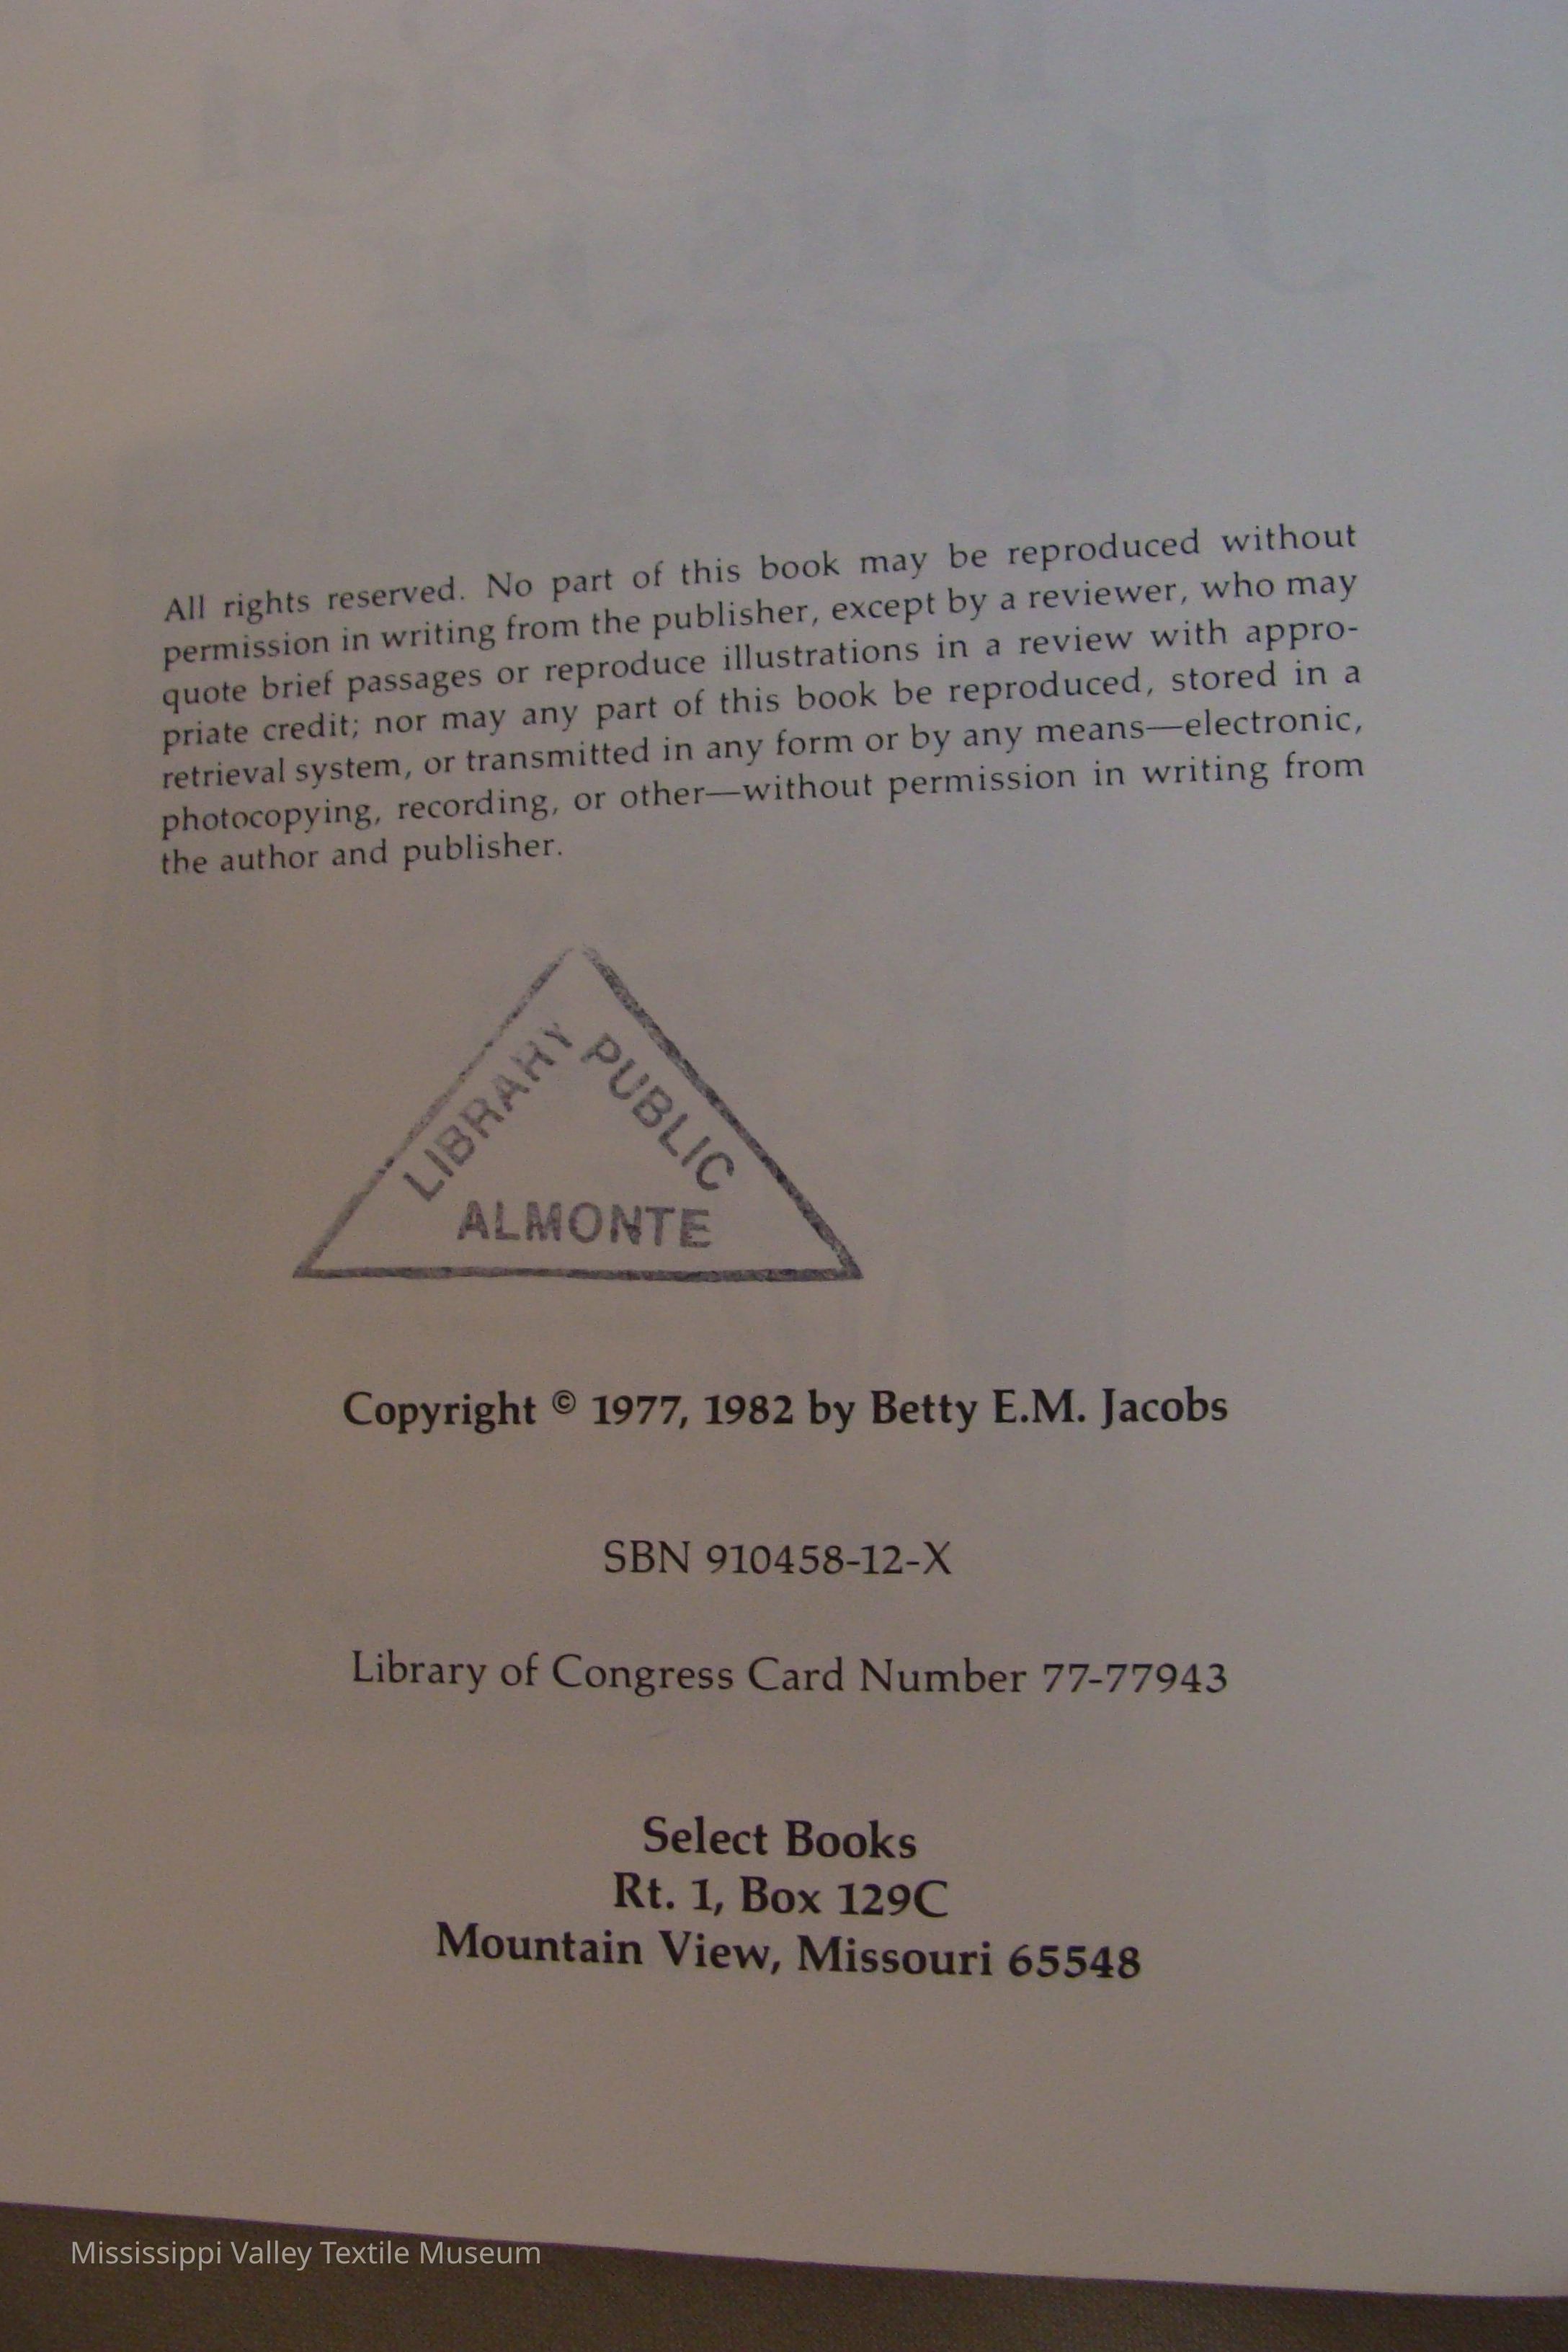 All rights reserved. No part of this book may be reproduced without
permission in writing from the publisher, except by a reviewer, who may
quote brief passages or reproduce illustrations in a review with appro-
priate credit; nor may any part of this book be reproduced, stored in a
retrieval system, or transmitted in any form or by any means—electronic,
photocopying, recording, or other—without permission in writing from
the author and publisher.
LIBRARY
PUBLIC
ALMONTE
Copyright © 1977, 1982 by Betty E.M. Jacobs
SBN 910458-12-X
Library of Congress Card Number 77-77943
Select Books
Rt. 1, Box 129C
Mountain View, Missouri 65548
Mississippi Valley Textile Museum